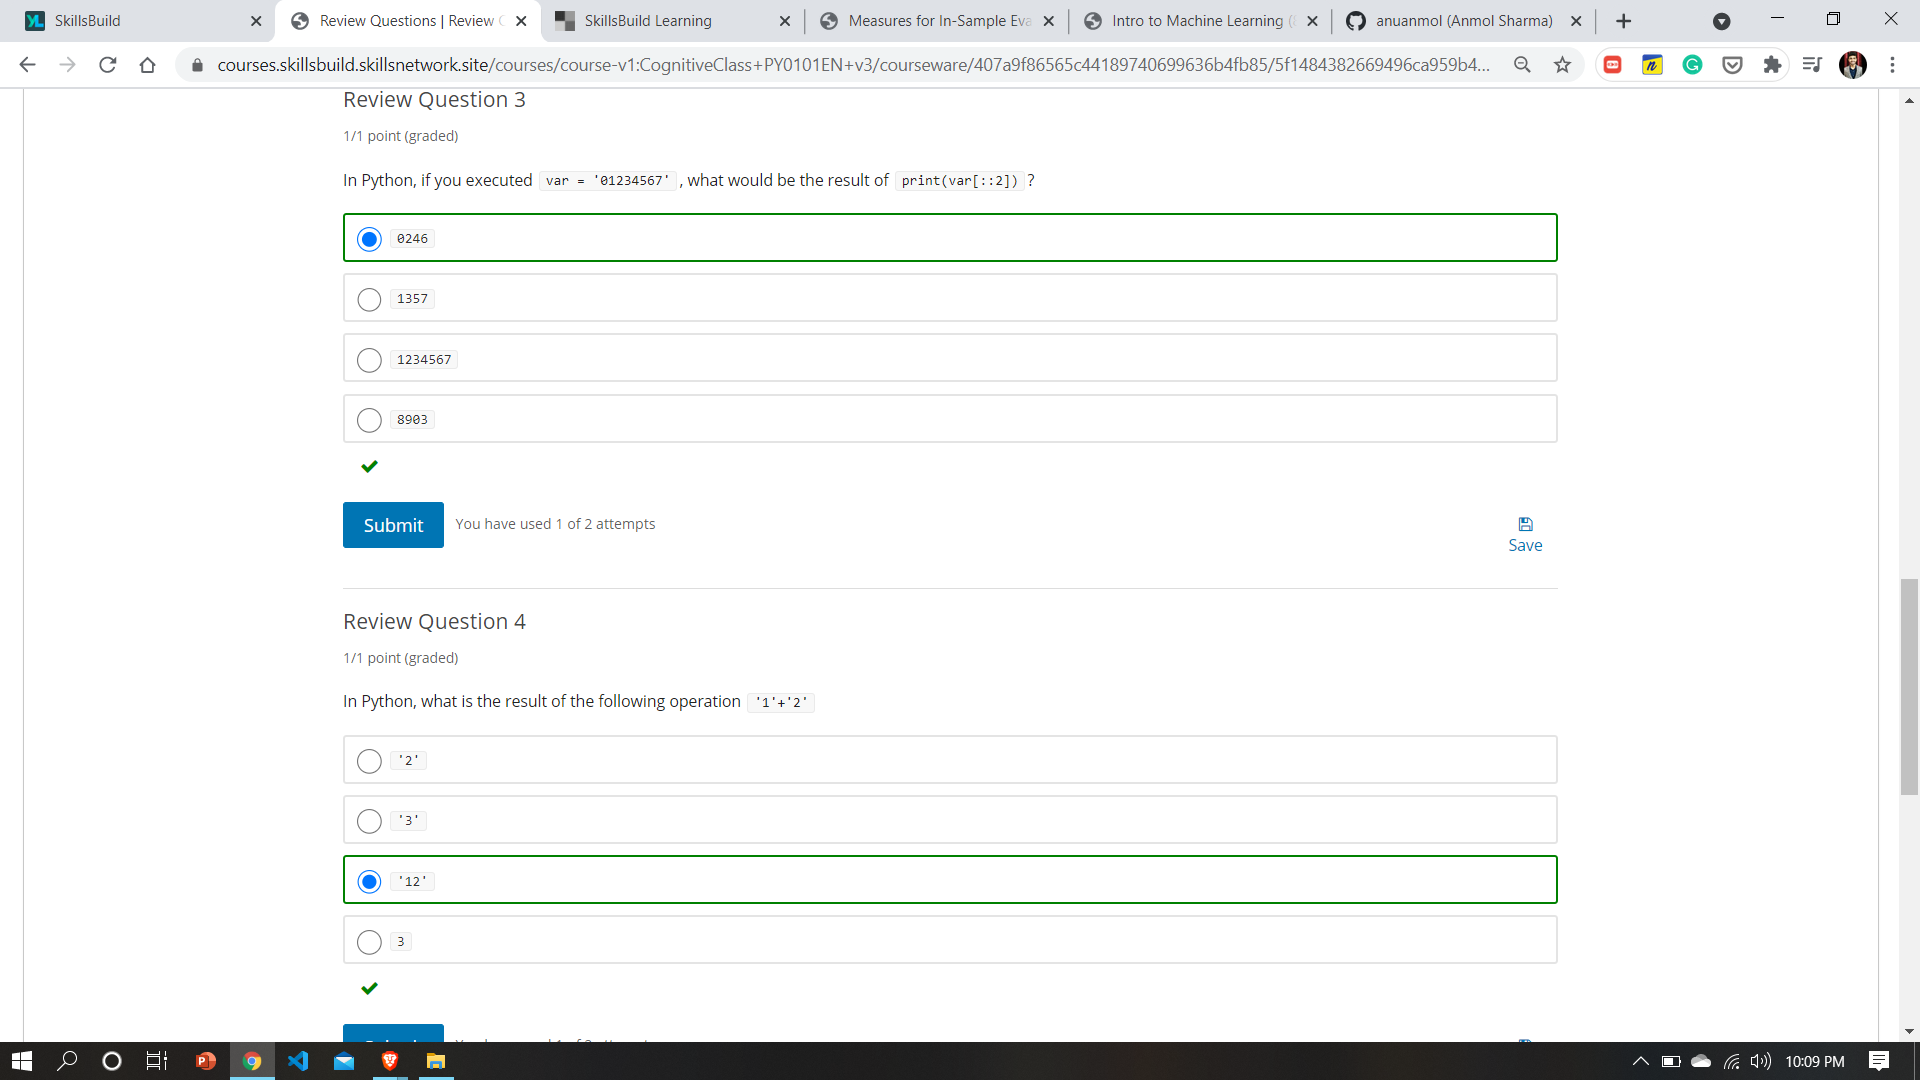 SkillsBuild
Review Questions | Review
SkillsBuild Learning
Measures for In-Sample Eva
Intro to Machine Learning (
anuanmol (Anmol Sharma)
courses.skillsbuild.skillsnetwork.site/courses/course-v1:CognitiveClass+PY0101EN+v3/courseware/407a9f86565c44189740699636b4fb85/5f1484382669496ca959b4...
Review Question 3
1/1 point (graded)
In Python, if you executed var = '01234567' , what would be the result of print(var[::2]) ?
0246
1357
1234567
8903
Submit You have used 1 of 2 attempts
Save
Review Question 4
1/1 point (graded)
In Python, what is the result of the following operation '1'+'2'
'2'
'3'
'12'
3
10:09 PM